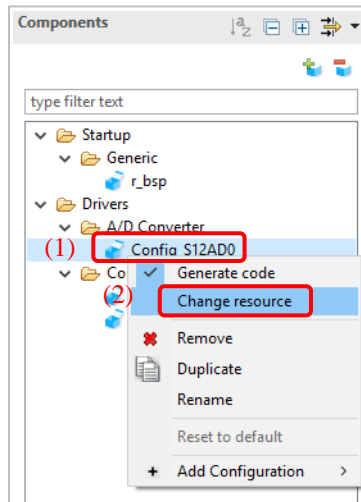 Components
type filter text
Startup
Generic
r_bsp
Drivers
A/D Converter
(1) Config_S12AD0
Co
Generate code
(2) Change resource
Remove
Duplicate
Rename
Reset to default
Add Configuration